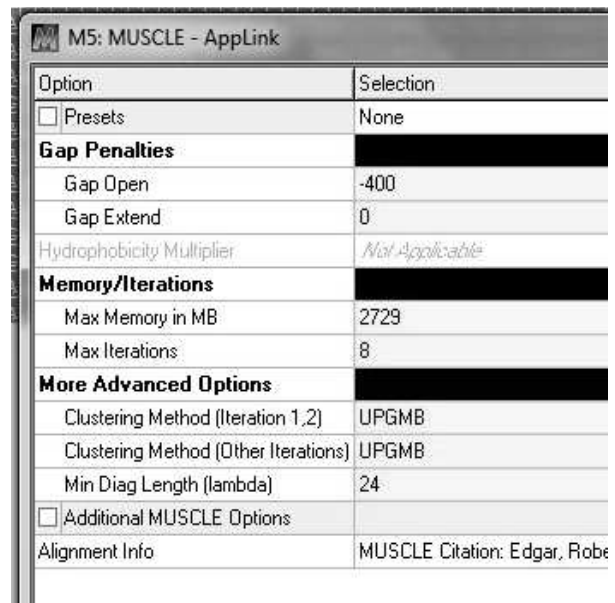 M5: MUSCLE - AppLink
Option Selection
Presets None
Gap Penalties
Gap Open -400
Gap Extend 0
Hydrophobicity Multiplier Not Applicable
Memory/Iterations
Max Memory in MB 2729
Max Iterations 8
More Advanced Options
Clustering Method (Iteration 1,2) UPGMB
Clustering Method (Other Iterations) UPGMB
Min Diag Length (lambda) 24
Additional MUSCLE Options
Alignment Info MUSCLE Citation: Edgar, Robe